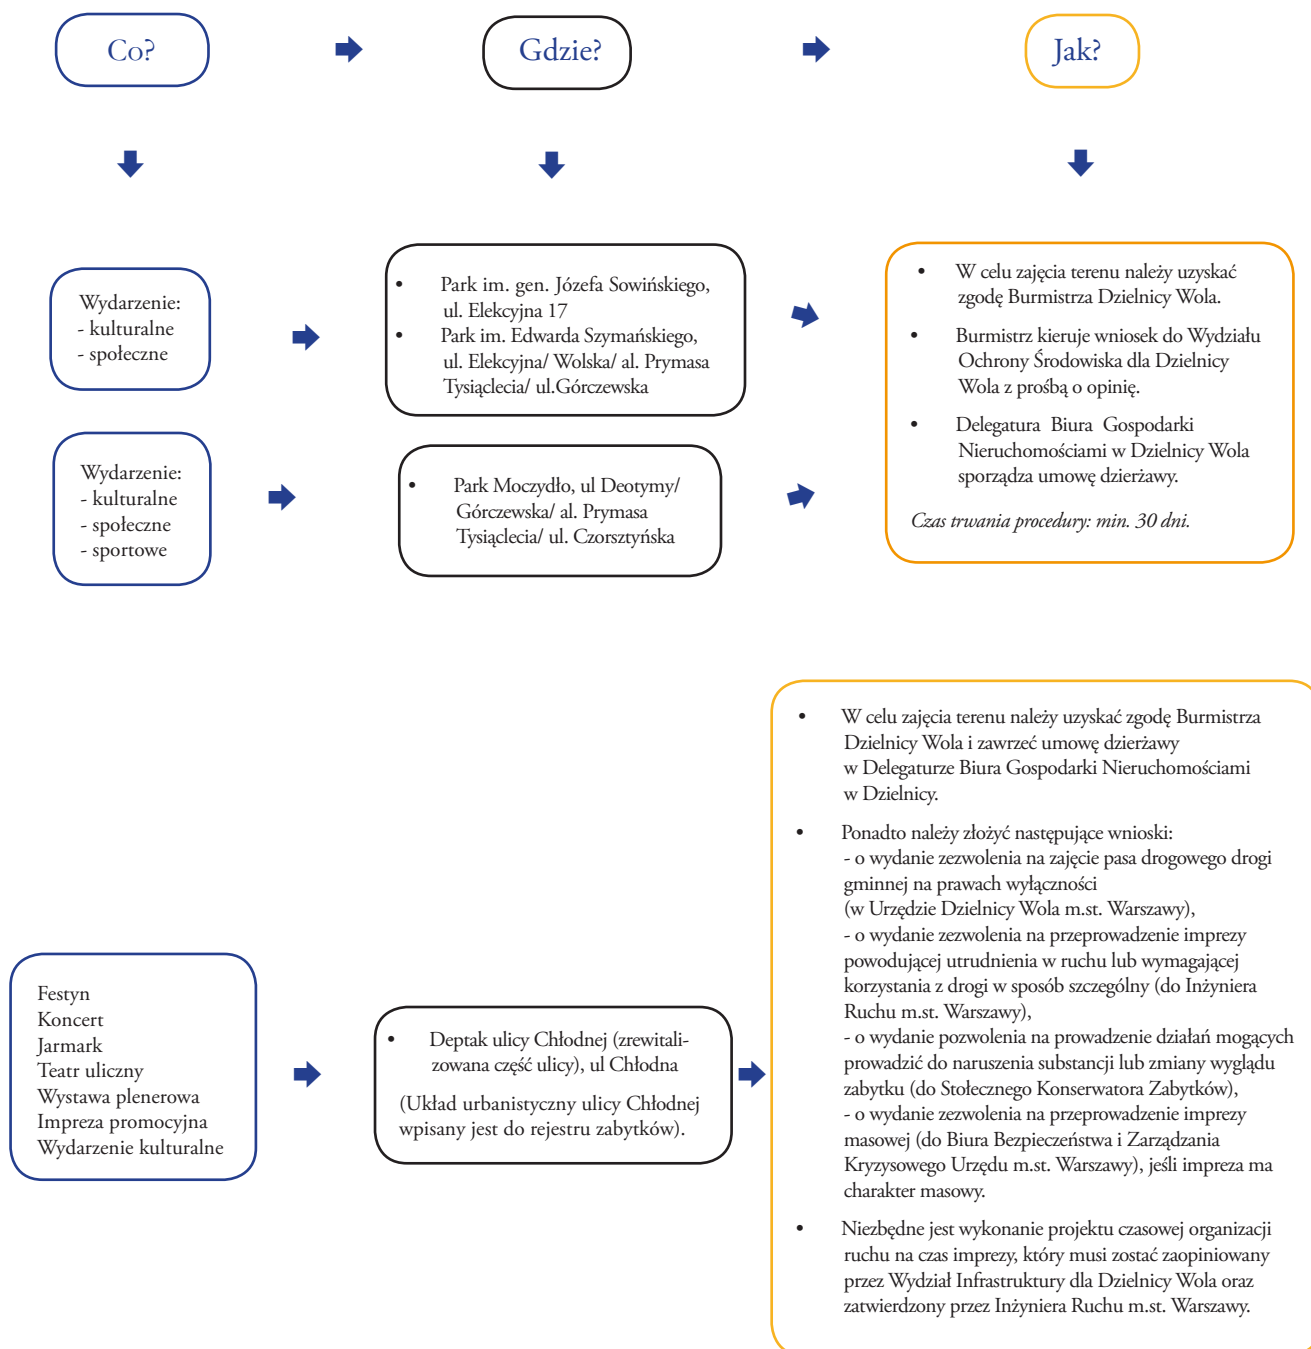 Co?
Gdzie?
Jak?
Wydarzenie:
- kulturalne
- społeczne
• Park im. gen. Józefa Sowińskiego,
ul. Elekcyjna 17
• Park im. Edwarda Szymańskiego,
ul. Elekcyjna/ Wolska/ al. Prymasa
Tysiąclecia/ ul.Górczewska
Wydarzenie:
- kulturalne
- społeczne
- sportowe
• Park Moczydło, ul Deotymy/
Górczewska/ al. Prymasa
Tysiąclecia/ ul. Czorsztyńska
• W celu zajęcia terenu należy uzyskać
zgodę Burmistrza Dzielnicy Wola.
• Burmistrz kieruje wniosek do Wydziału
Ochrony Środowiska dla Dzielnicy
Wola z prośbą o opinię.
• Delegatura Biura Gospodarki
Nieruchomościami w Dzielnicy Wola
sporządza umowę dzierżawy.
Czas trwania procedury: min. 30 dni.
Festyn
Koncert
Jarmark
Teatr uliczny
Wystawa plenerowa
Impreza promocyjna
Wydarzenie kulturalne
• Deptak ulicy Chłodnej (zrewitali-
zowana część ulicy), ul Chłodna
(Układ urbanistyczny ulicy Chłodnej
wpisany jest do rejestru zabytków).
• W celu zajęcia terenu należy uzyskać zgodę Burmistrza
Dzielnicy Wola i zawrzeć umowę dzierżawy
w Delegaturze Biura Gospodarki Nieruchomościami
w Dzielnicy.
• Ponadto należy złożyć następujące wnioski:
- o wydanie zezwolenia na zajęcie pasa drogowego drogi
gminnej na prawach wyłączności
(w Urzędzie Dzielnicy Wola m.st. Warszawy),
- o wydanie zezwolenia na przeprowadzenie imprezy
powodującej utrudnienia w ruchu lub wymagającej
korzystania z drogi w sposób szczególny (do Inżyniera
Ruchu m.st. Warszawy),
- o wydanie pozwolenia na prowadzenie działań mogących
prowadzić do naruszenia substancji lub zmiany wyglądu
zabytku (do Stołecznego Konserwatora Zabytków),
- o wydanie zezwolenia na przeprowadzenie imprezy
masowej (do Biura Bezpieczeństwa i Zarządzania
Kryzysowego Urzędu m.st. Warszawy), jeśli impreza ma
charakter masowy.
• Niezbędne jest wykonanie projektu czasowej organizacji
ruchu na czas imprezy, który musi zostać zaopiniowany
przez Wydział Infrastruktury dla Dzielnicy Wola oraz
zatwierdzony przez Inżyniera Ruchu m.st. Warszawy.